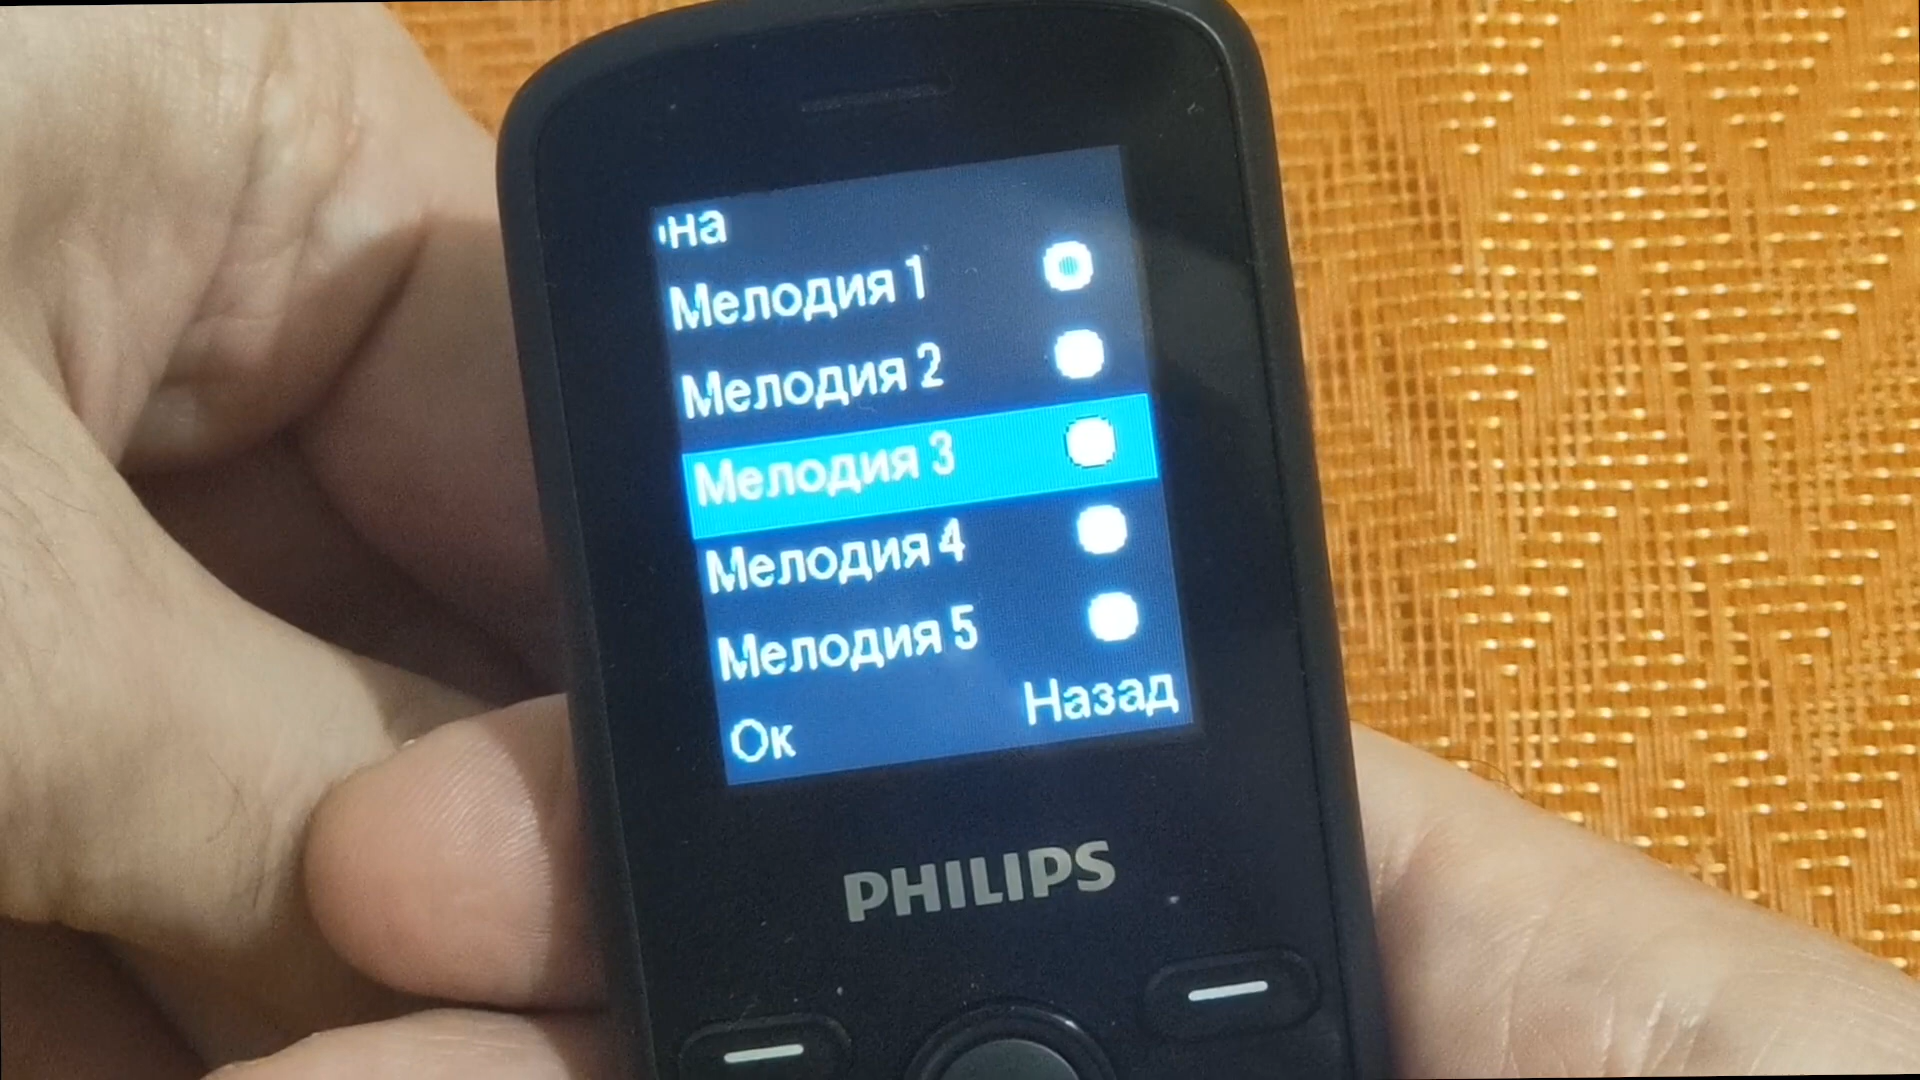 на
Мелодия 1
Мелодия 2
Мелодия 3
Мелодия 4
Мелодия 5
Ок
Назад
PHILIPS